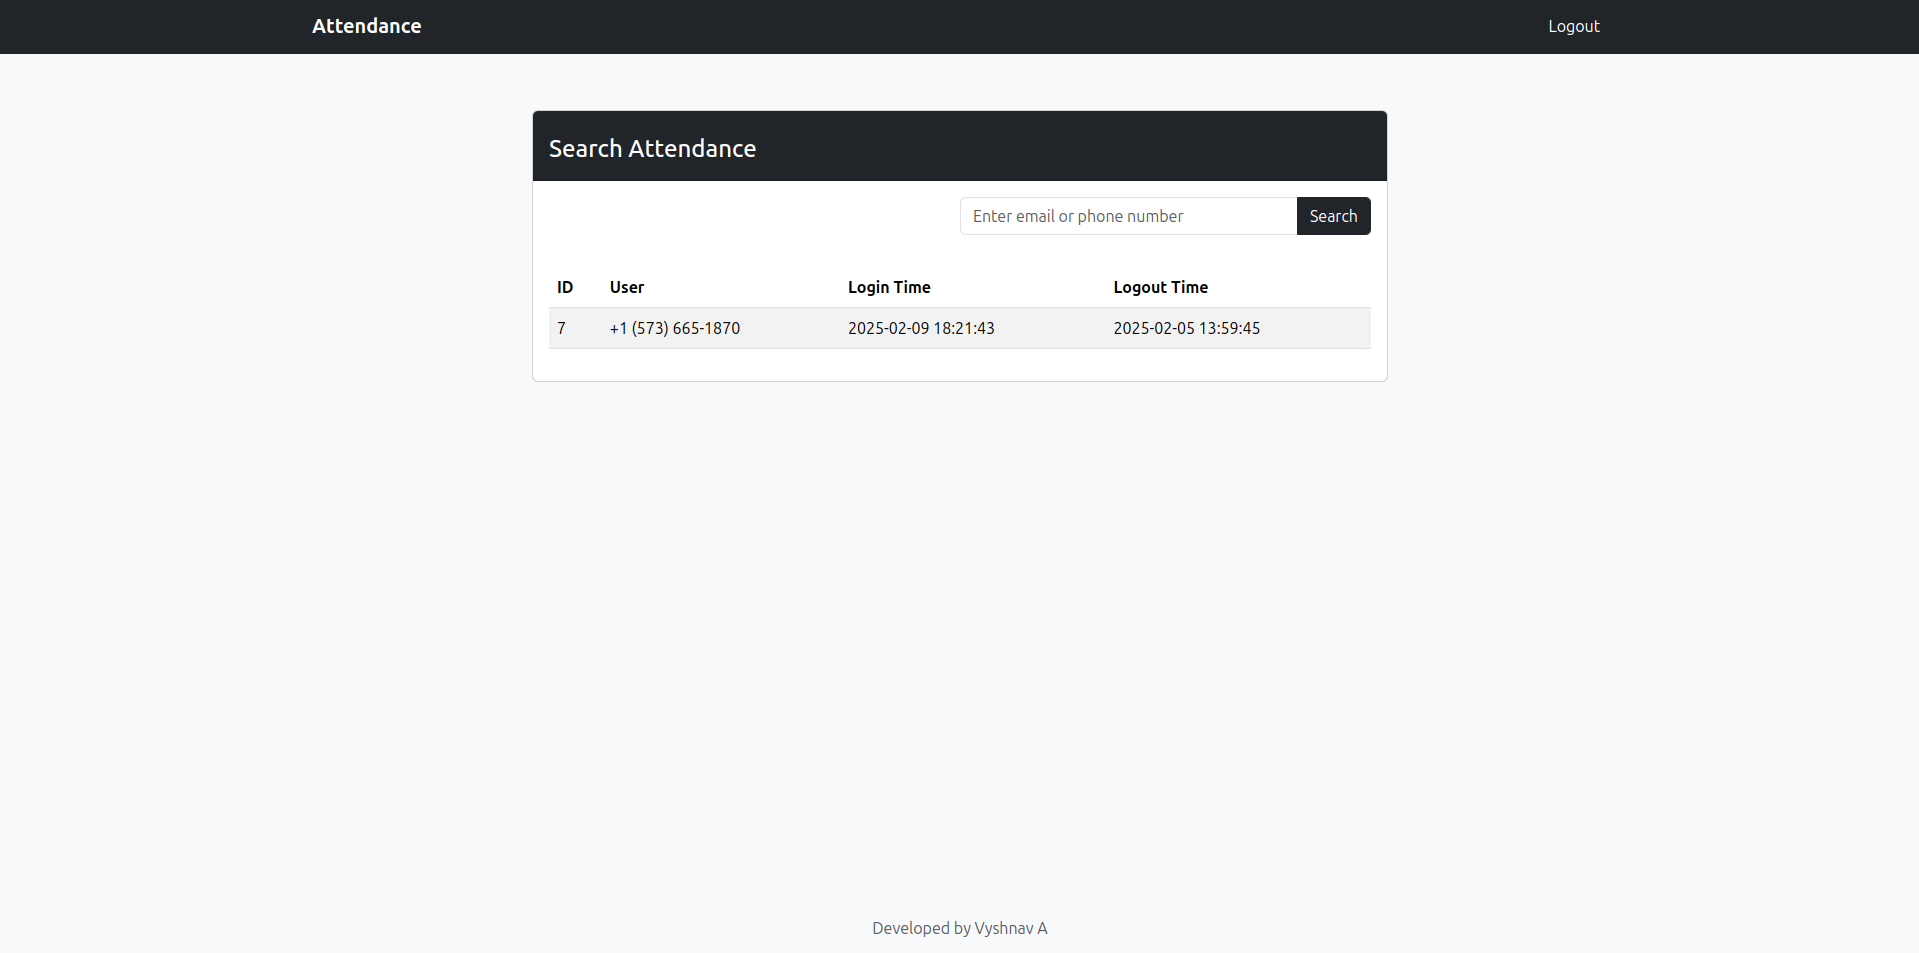 Attendance Logout
Search Attendance
Enter email or phone number Search
ID User Login Time Logout Time
7 +1 (573) 665-1870 2025-02-09 18:21:43 2025-02-05 13:59:45
Developed by Vyshnav A